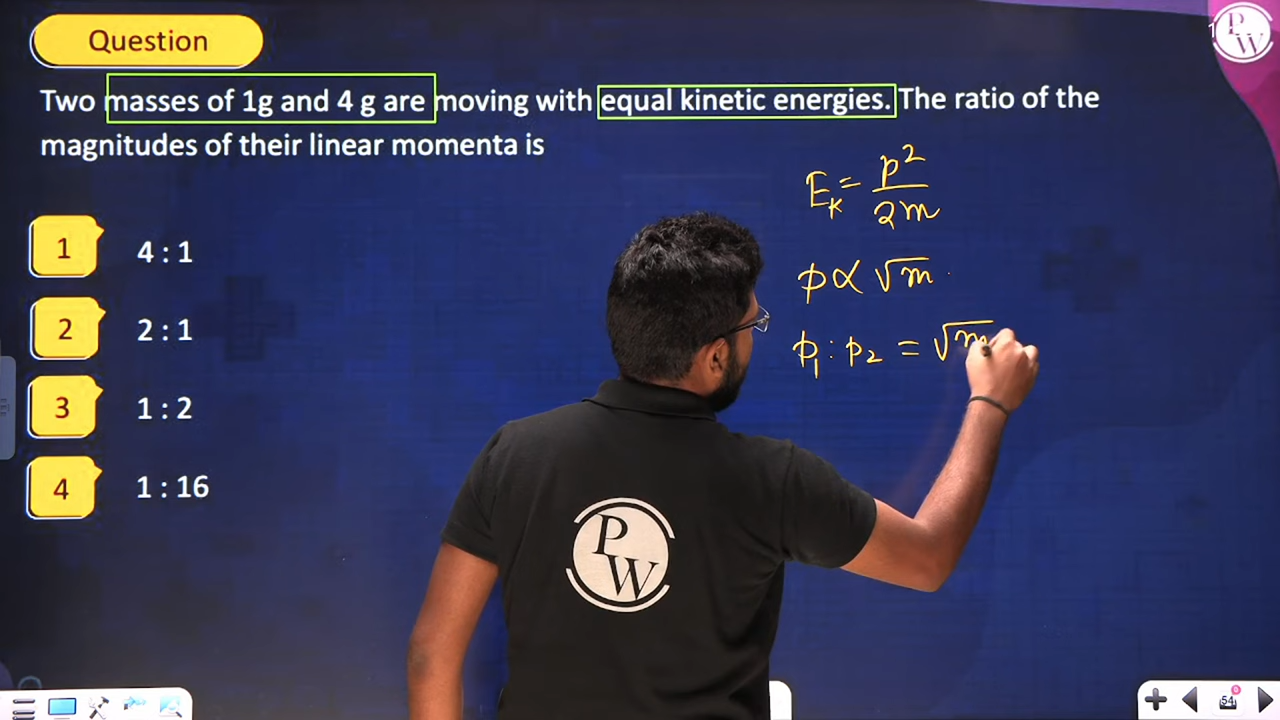 Question
Two masses of 1g and 4 g are moving with equal kinetic energies. The ratio of the
magnitudes of their linear momenta is
1 4 : 1
2 2 : 1
3 1 : 2
4 1 : 16
E_K = p² / 2m
p ∝ √m
p₁ : p₂ = √m
PW
PW
54